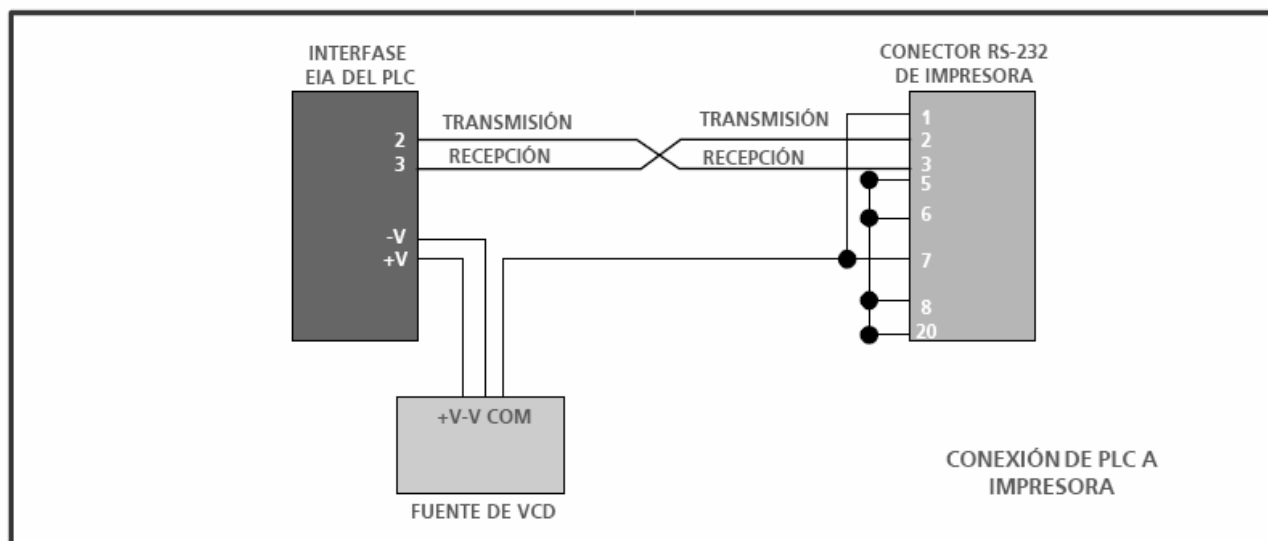 INTERFASE
EIA DEL PLC
CONECTOR RS-232
DE IMPRESORA
TRANSMISIÓN
TRANSMISIÓN
1
2
2
RECEPCIÓN
RECEPCIÓN
3
3
5
6
-V
+V
7
8
20
+V-V COM
FUENTE DE VCD
CONEXIÓN DE PLC A
IMPRESORA